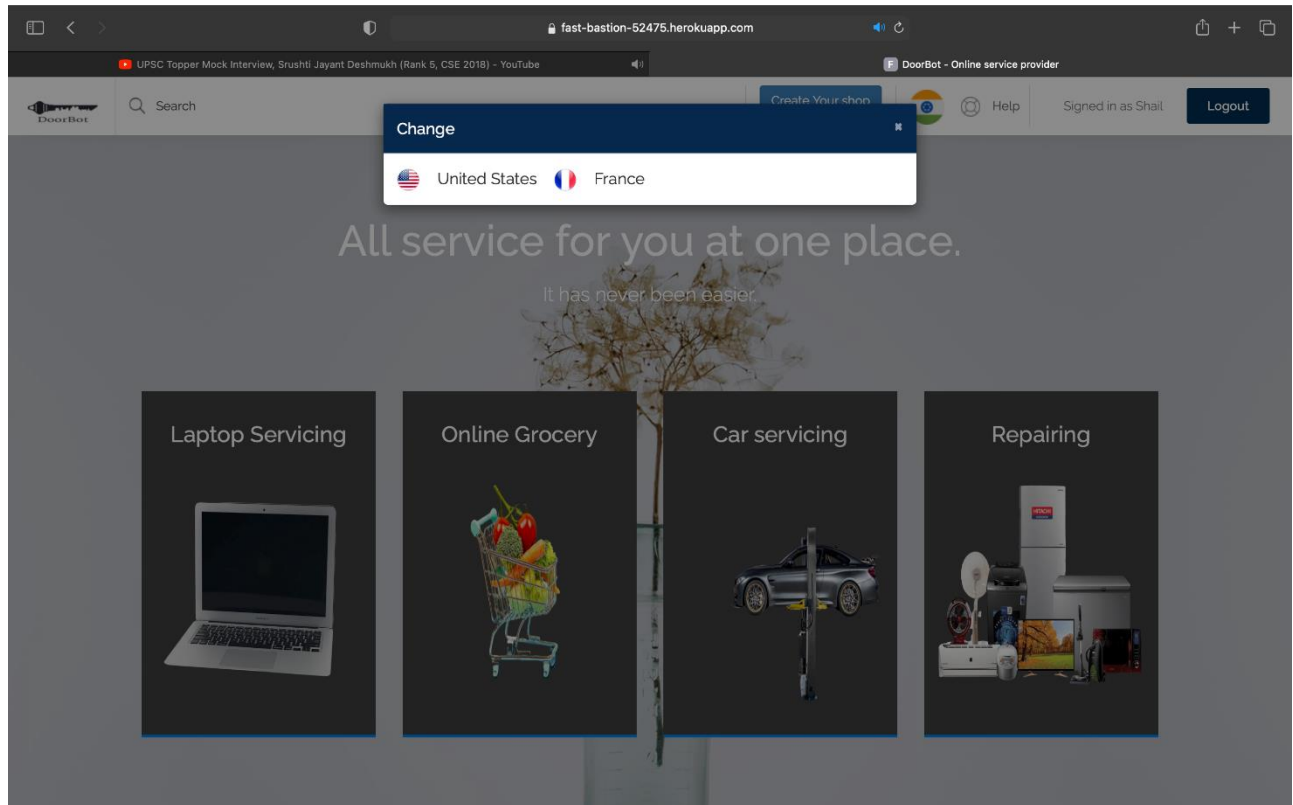 fast-bastion-52475.herokuapp.com
UPSC Topper Mock Interview, Srushti Jayant Deshmukh (Rank 5, CSE 2018) - YouTube
F DoorBot - Online service provider
DoorBot
Search
Create Your shop
Help
Signed in as Shail
Logout
Change
United States
France
All service for you at one place.
It has never been easier.
Laptop Servicing
Online Grocery
Car servicing
Repairing
HITACHI